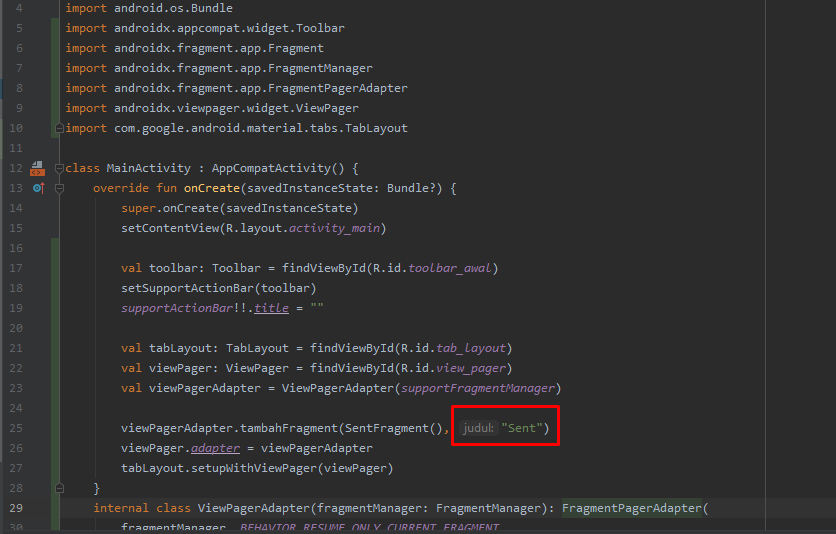 4 import android.os.Bundle
5 import androidx.appcompat.widget.Toolbar
6 import androidx.fragment.app.Fragment
7 import androidx.fragment.app.FragmentManager
8 import androidx.fragment.app.FragmentPagerAdapter
9 import androidx.viewpager.widget.ViewPager
10 import com.google.android.material.tabs.TabLayout
11
12 class MainActivity : AppCompatActivity() {
13 override fun onCreate(savedInstanceState: Bundle?) {
14 super.onCreate(savedInstanceState)
15 setContentView(R.layout.activity_main)
16
17 val toolbar: Toolbar = findViewById(R.id.toolbar_awal)
18 setSupportActionBar(toolbar)
19 supportActionBar!!.title = ""
20
21 val tabLayout: TabLayout = findViewById(R.id.tab_layout)
22 val viewPager: ViewPager = findViewById(R.id.view_pager)
23 val viewPagerAdapter = ViewPagerAdapter(supportFragmentManager)
24
25 viewPagerAdapter.tambahFragment(SentFragment(), judul: "Sent")
26 viewPager.adapter = viewPagerAdapter
27 tabLayout.setupWithViewPager(viewPager)
28 }
29 internal class ViewPagerAdapter(fragmentManager: FragmentManager): FragmentPagerAdapter(
30 fragmentManager, BEHAVIOR_RESUME_ONLY_CURRENT_FRAGMENT